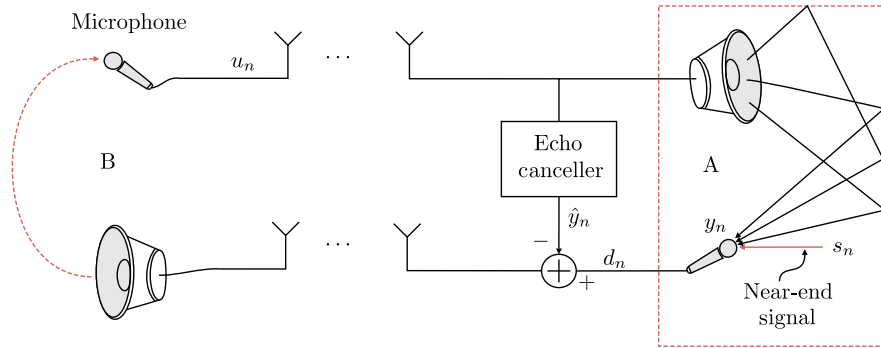 Microphone
u_n
...
Echo
canceller
B
A
ŷ_n
y_n
−
...
d_n
+
s_n
Near-end
signal